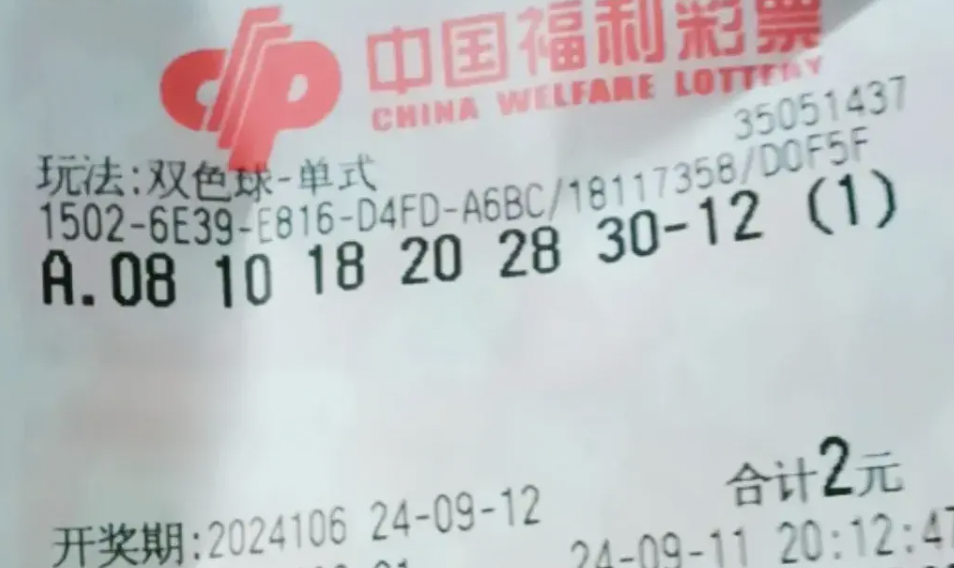 中国福利彩票
CHINA WELFARE LOTTERY
35051437
玩法:双色球-单式
1502-6E39-E816-D4FD-A6BC/18117358/D0F5F
A.08 10 18 20 28 30-12 (1)
合计2元
开奖期:2024106 24-09-12
24-09-11 20:12:47